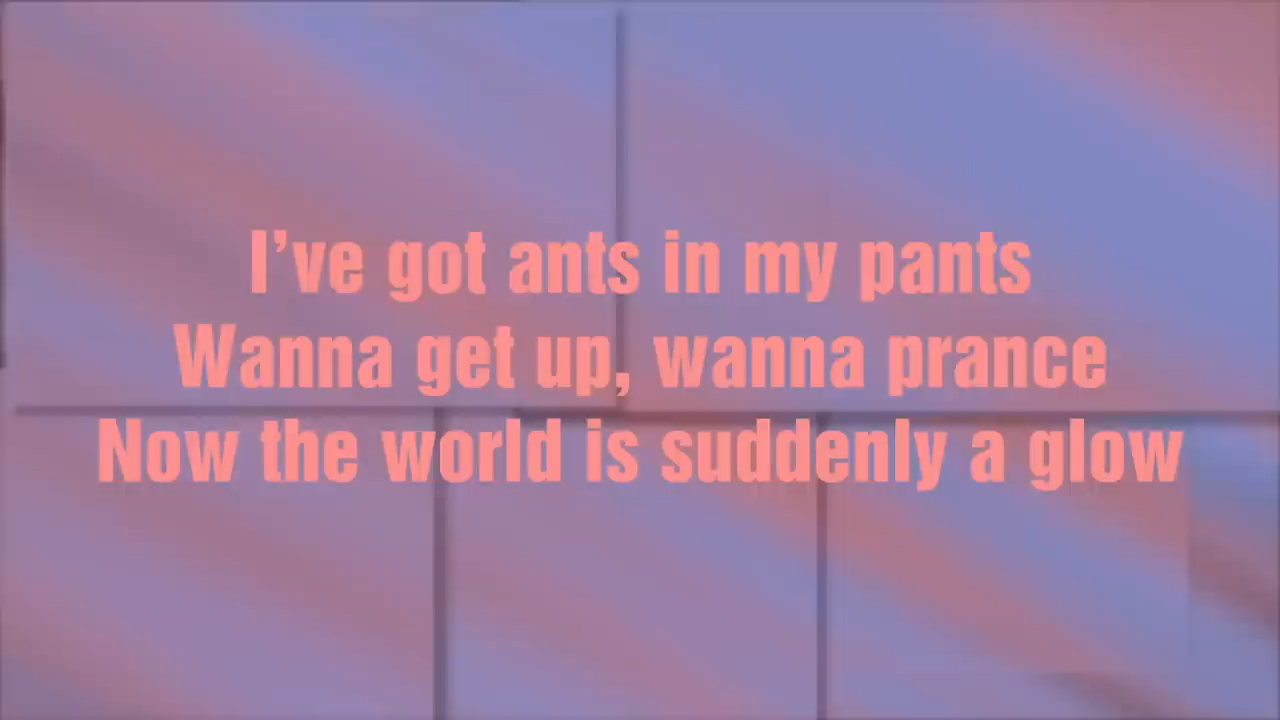 I’ve got ants in my pants
Wanna get up, wanna prance
Now the world is suddenly a glow